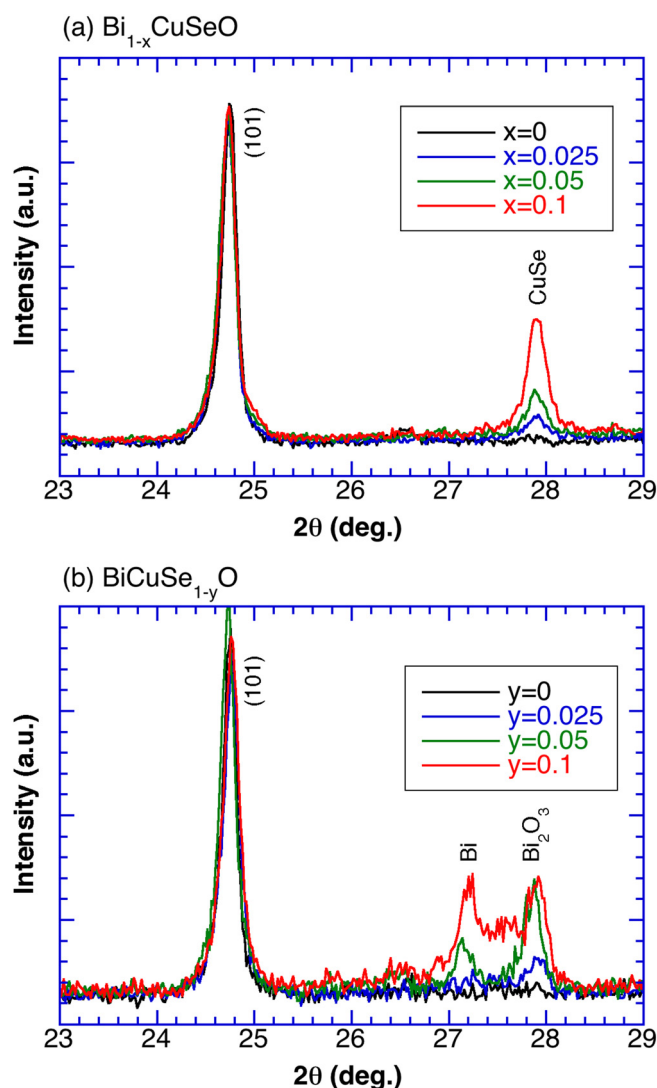 (a) Bi₁₋ₓCuSeO
Intensity (a.u.)
(101)
x=0
x=0.025
x=0.05
x=0.1
CuSe
23 24 25 26 27 28 29
2θ (deg.)
(b) BiCuSe₁₋yO
Intensity (a.u.)
(101)
y=0
y=0.025
y=0.05
y=0.1
Bi
Bi₂O₃
23 24 25 26 27 28 29
2θ (deg.)